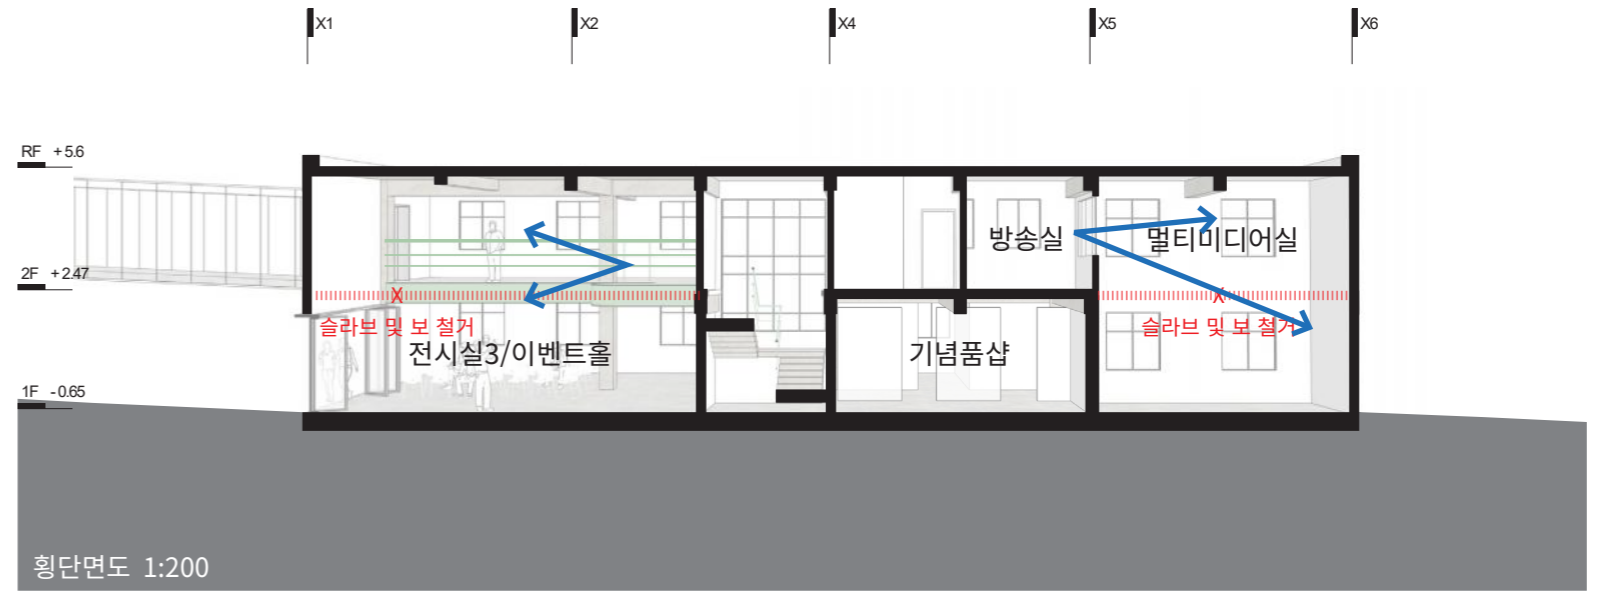 X1 X2 X4 X5 X6
RF +5.6
방송실 멀티미디어실
2F +2.47
X X
슬라브 및 보 철거 슬라브 및 보 철거
전시실3/이벤트홀 기념품샵
1F -0.65
횡단면도 1:200